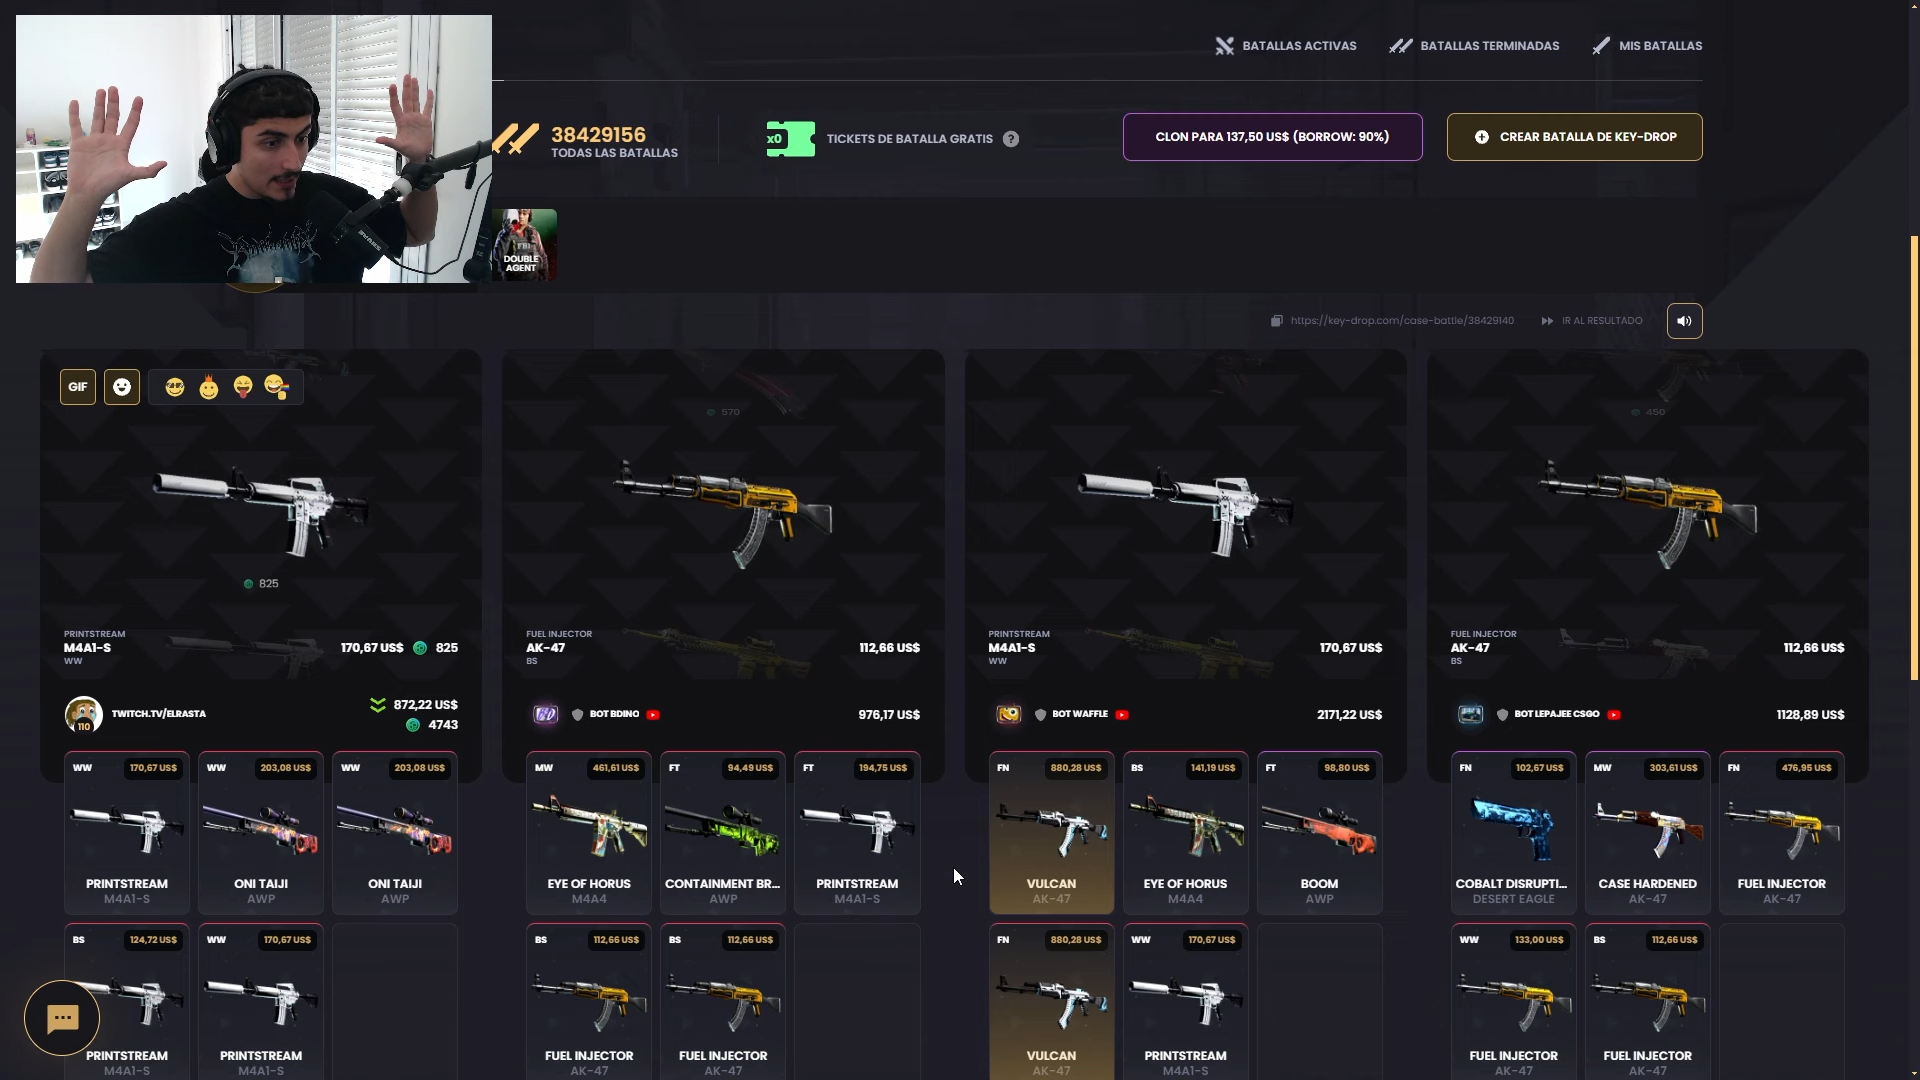 BATALLAS ACTIVAS
BATALLAS TERMINADAS
MIS BATALLAS
38429156
TODAS LAS BATALLAS
x0
TICKETS DE BATALLA GRATIS
?
CLON PARA 137,50 US$ (BORROW: 90%)
CREAR BATALLA DE KEY-DROP
FBI
DOUBLE
AGENT
https://key-drop.com/case-battle/38429140
IR AL RESULTADO
GIF
570
450
825
PRINTSTREAM
M4A1-S
WW
170,67 US$
825
FUEL INJECTOR
AK-47
BS
112,66 US$
PRINTSTREAM
M4A1-S
WW
170,67 US$
FUEL INJECTOR
AK-47
BS
112,66 US$
110
TWITCH.TV/ELRASTA
872,22 US$
4743
BOT BDINO
976,17 US$
BOT WAFFLE
2171,22 US$
BOT LEPAJEE CSGO
1128,89 US$
WW 170,67 US$
PRINTSTREAM
M4A1-S
WW 203,08 US$
ONI TAIJI
AWP
WW 203,08 US$
ONI TAIJI
AWP
MW 461,61 US$
EYE OF HORUS
M4A4
FT 94,49 US$
CONTAINMENT BR...
AWP
FT 194,75 US$
PRINTSTREAM
M4A1-S
FN 880,28 US$
VULCAN
AK-47
BS 141,19 US$
EYE OF HORUS
M4A4
FT 98,80 US$
BOOM
AWP
FN 102,67 US$
COBALT DISRUPTI...
DESERT EAGLE
MW 303,61 US$
CASE HARDENED
AK-47
FN 476,95 US$
FUEL INJECTOR
AK-47
BS 124,72 US$
PRINTSTREAM
M4A1-S
WW 170,67 US$
PRINTSTREAM
M4A1-S
BS 112,66 US$
FUEL INJECTOR
AK-47
BS 112,66 US$
FUEL INJECTOR
AK-47
FN 880,28 US$
VULCAN
AK-47
WW 170,67 US$
PRINTSTREAM
M4A1-S
WW 133,00 US$
FUEL INJECTOR
AK-47
BS 112,66 US$
FUEL INJECTOR
AK-47